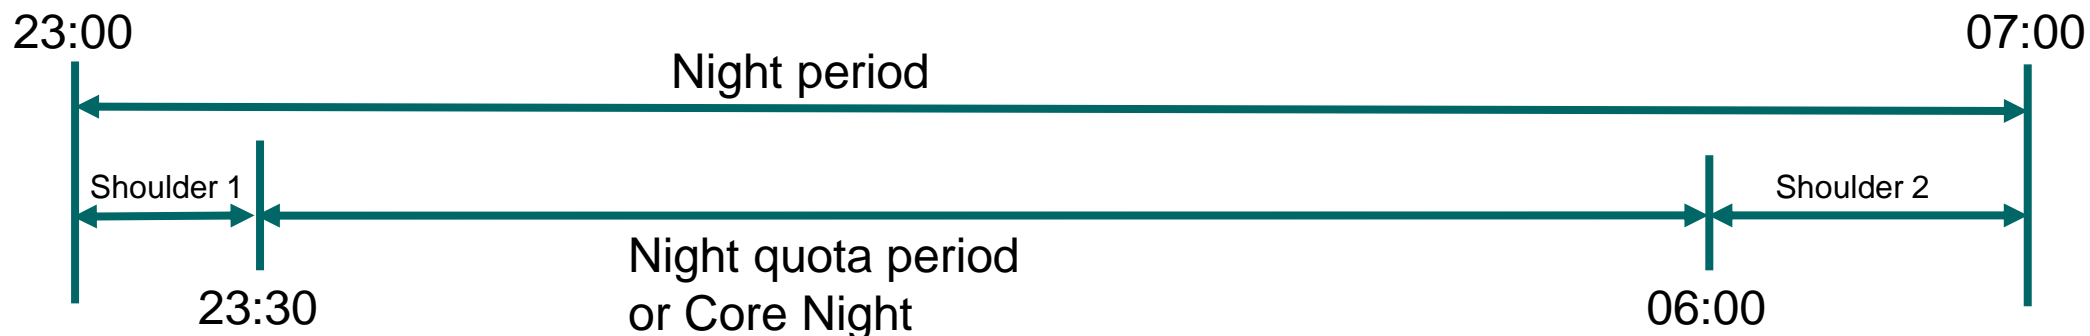 23:00
07:00
Night period
Shoulder 1
Shoulder 2
Night quota period
or Core Night
23:30
06:00